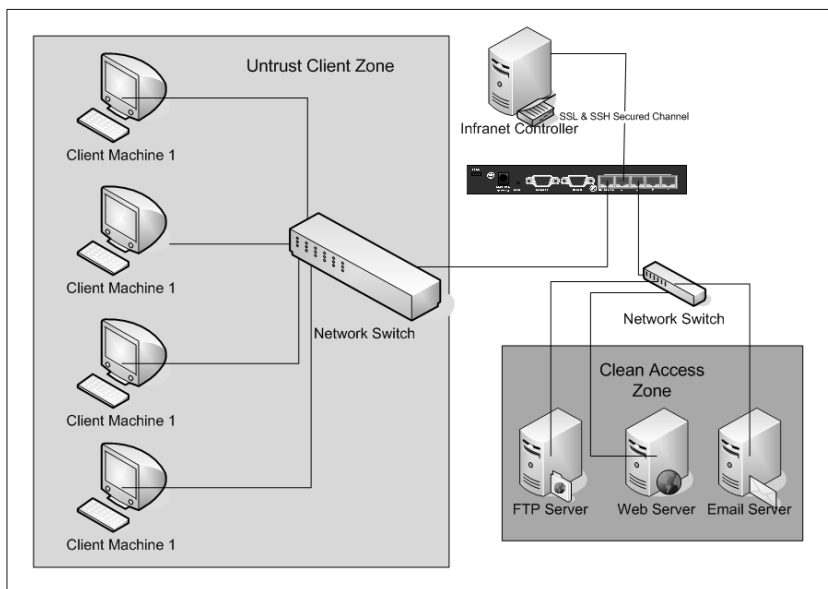 Untrust Client Zone
Client Machine 1
Client Machine 1
Client Machine 1
Client Machine 1
Network Switch
SSL & SSH Secured Channel
Infranet Controller
Network Switch
Clean Access
Zone
FTP Server
Web Server
Email Server